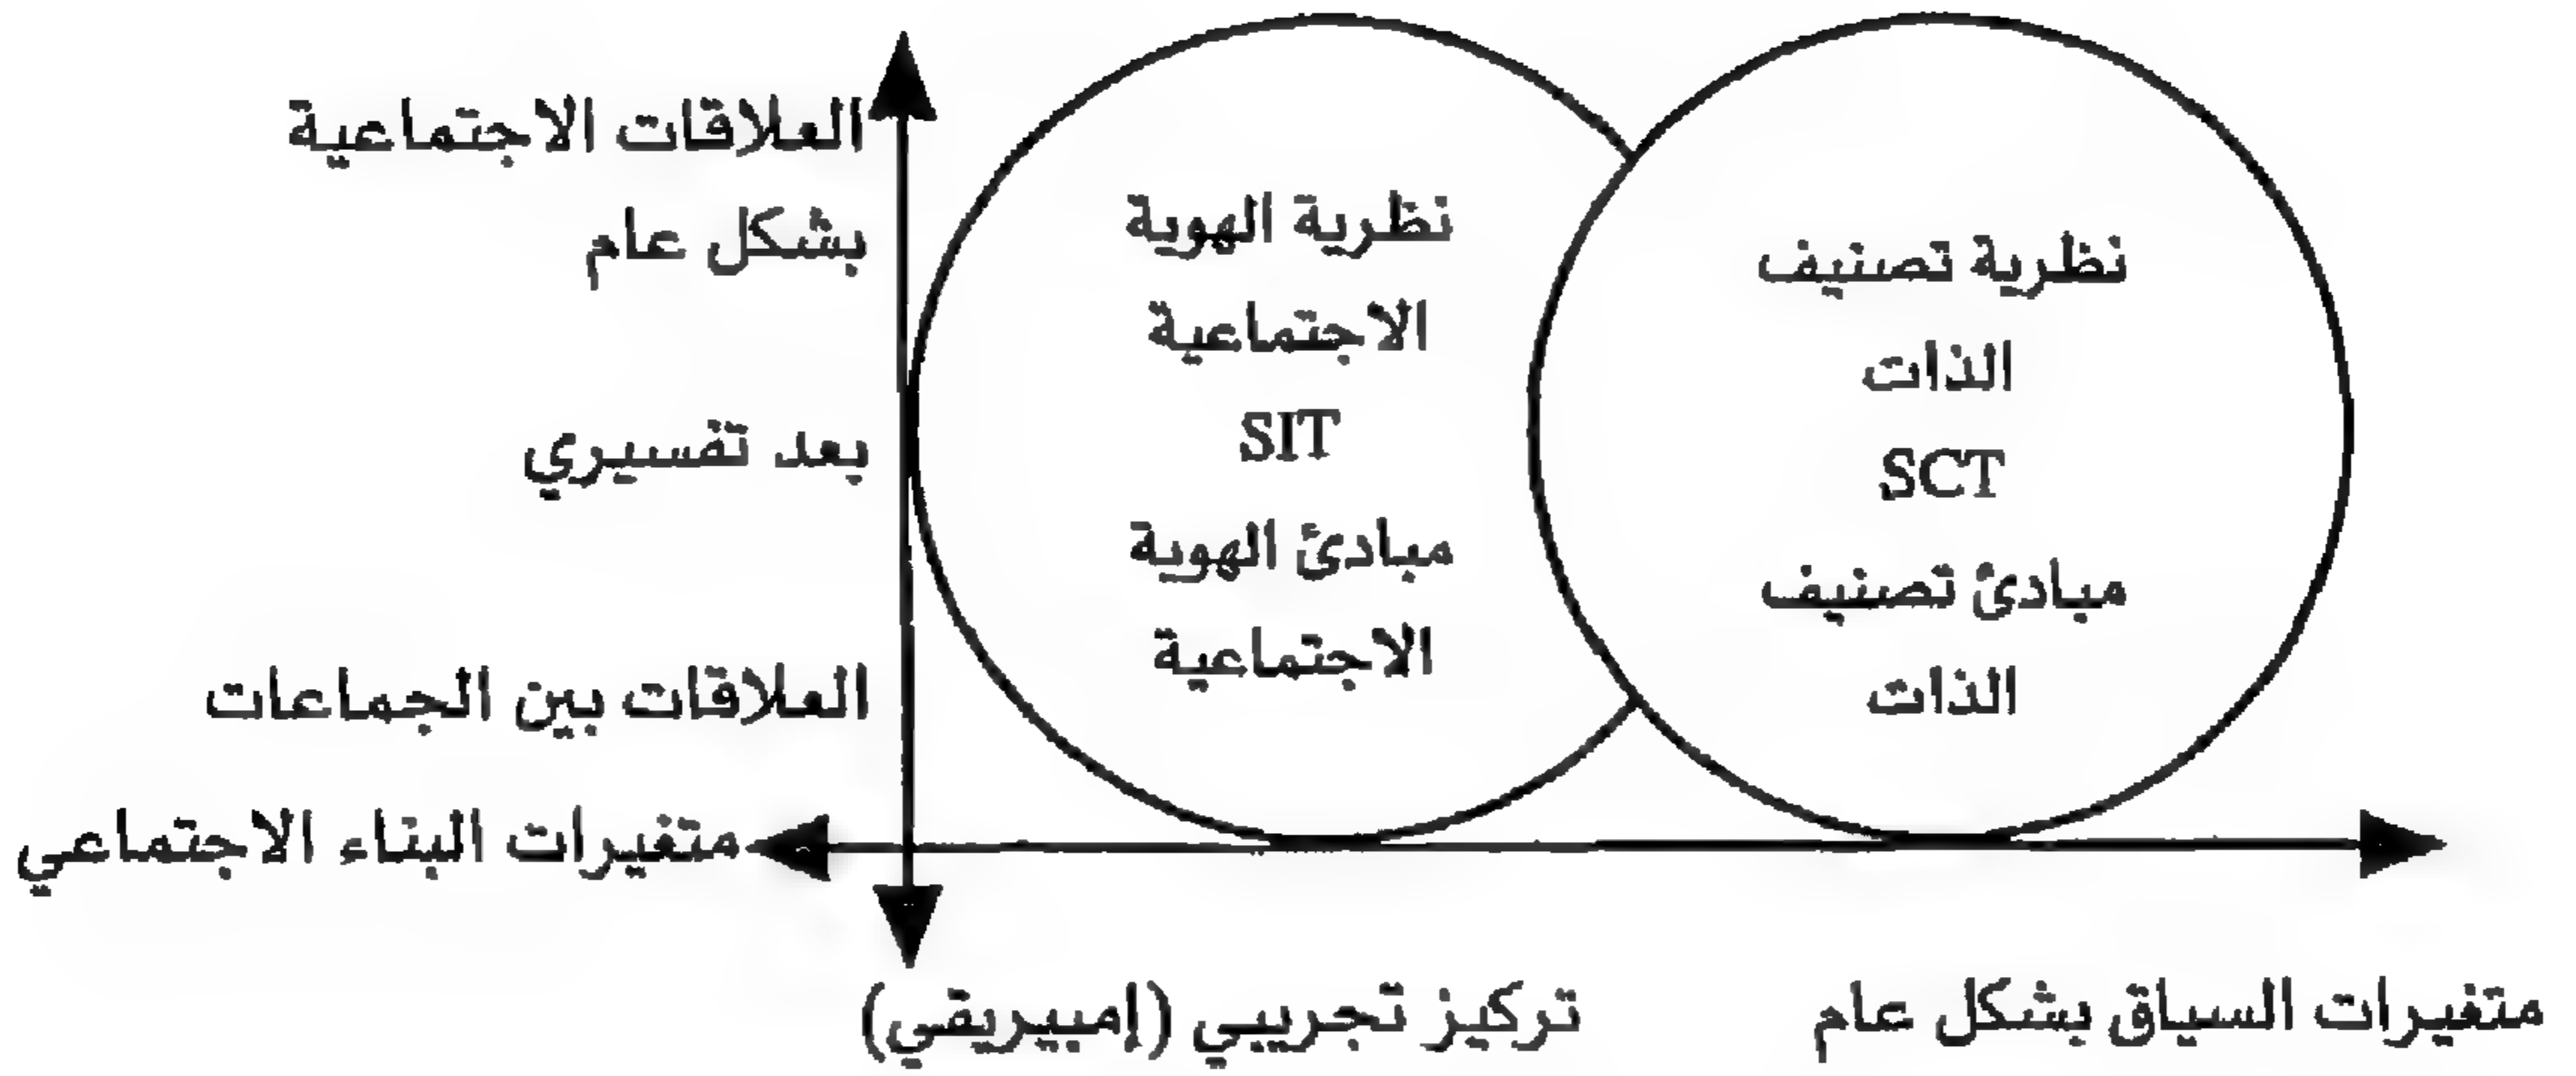 العلاقات الاجتماعية
بشكل عام
بعد تفسيري
العلاقات بين الجماعات
نظرية الهوية
الاجتماعية
SIT
مبادئ الهوية
الاجتماعية
نظرية تصنيف
الذات
SCT
مبادئ تصنيف
الذات
متغيرات البناء الاجتماعي
متغيرات السياق بشكل عام
تركيز تجريبي (إمبيريقي)